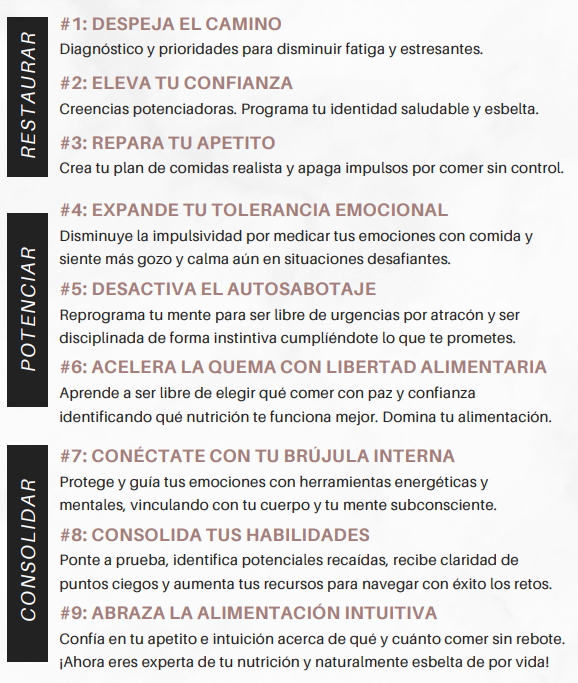 RESTAURAR
#1: DESPEJA EL CAMINO
Diagnóstico y prioridades para disminuir fatiga y estresantes.
#2: ELEVA TU CONFIANZA
Creencias potenciadoras. Programa tu identidad saludable y esbelta.
#3: REPARA TU APETITO
Crea tu plan de comidas realista y apaga impulsos por comer sin control.
POTENCIAR
#4: EXPANDE TU TOLERANCIA EMOCIONAL
Disminuye la impulsividad por medicar tus emociones con comida y
siente más gozo y calma aún en situaciones desafiantes.
#5: DESACTIVA EL AUTOSABOTAJE
Reprograma tu mente para ser libre de urgencias por atracón y ser
disciplinada de forma instintiva cumplíéndote lo que te prometes.
#6: ACELERA LA QUEMA CON LIBERTAD ALIMENTARIA
Aprende a ser libre de elegir qué comer con paz y confianza
identificando qué nutrición te funciona mejor. Domina tu alimentación.
CONSOLIDAR
#7: CONÉCTATE CON TU BRÚJULA INTERNA
Protege y guía tus emociones con herramientas energéticas y
mentales, vinculando con tu cuerpo y tu mente subconsciente.
#8: CONSOLIDA TUS HABILIDADES
Ponte a prueba, identifica potenciales recaídas, recibe claridad de
puntos ciegos y aumenta tus recursos para navegar con éxito los retos.
#9: ABRAZA LA ALIMENTACIÓN INTUITIVA
Confía en tu apetito e intuición acerca de qué y cuánto comer sin rebote.
¡Ahora eres experta de tu nutrición y naturalmente esbelta de por vida!